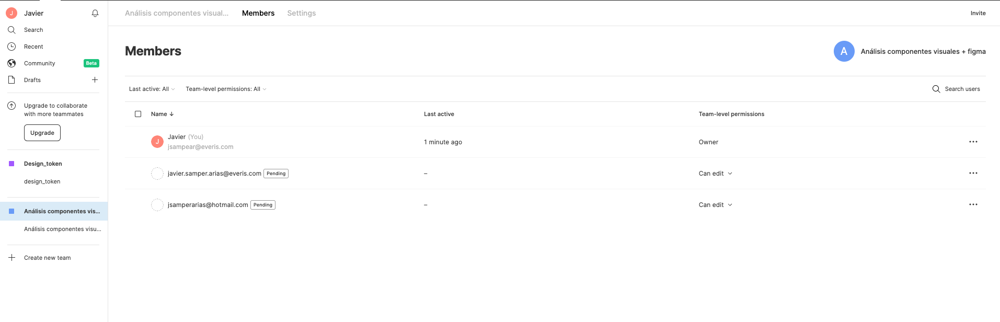 J Javier
Search
Recent
Community Beta
Drafts
Upgrade to collaborate
with more teammates
Upgrade
Design_token
design_token
Análisis componentes vis...
Análisis componentes visu...
Create new team
Análisis componentes visual... Members Settings Invite
Members A Análisis componentes visuales + figma
Last active: All Team-level permissions: All Search users
Name Last active Team-level permissions
J Javier (You) 1 minute ago Owner
jsampear@everis.com
javier.samper.arias@everis.com Pending – Can edit
jsamperarias@hotmail.com Pending – Can edit